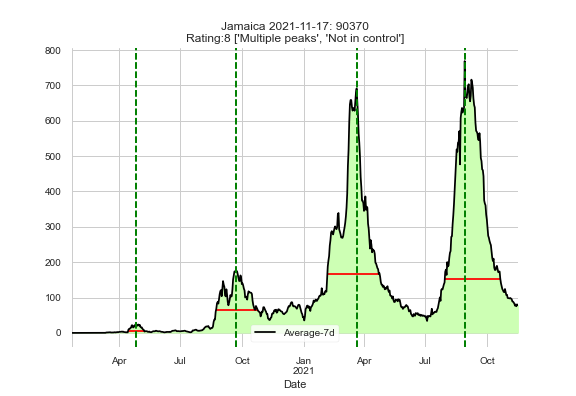 Jamaica 2021-11-17: 90370
Rating:8 ['Multiple peaks', 'Not in control']
800
700
600
500
400
300
200
100
0
Average-7d
Apr Jul Oct Jan Apr Jul Oct
2021
Date